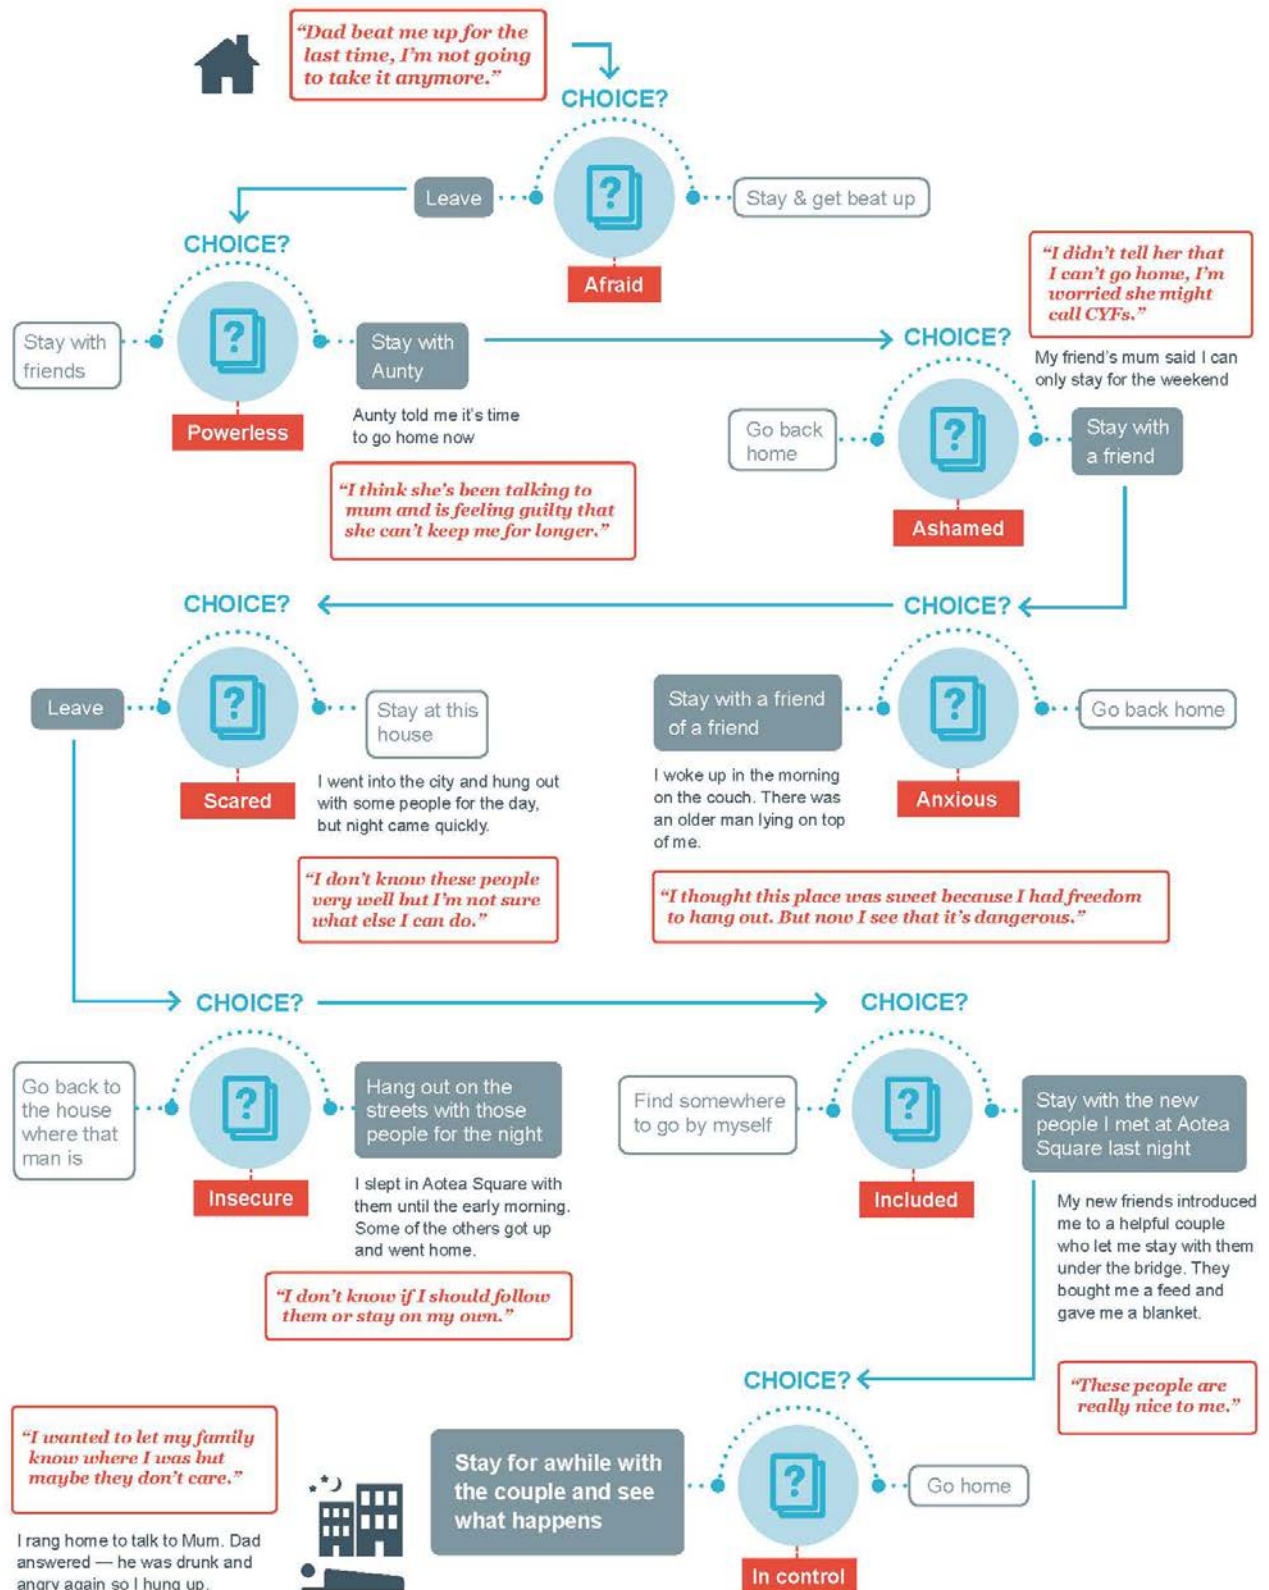 “Dad beat me up for the
last time, I’m not going
to take it anymore.”
CHOICE?
Leave
?
Stay & get beat up
Afraid
CHOICE?
Stay with
friends
?
Stay with
Aunty
Powerless
Aunty told me it’s time
to go home now
“I think she’s been talking to
mum and is feeling guilty that
she can’t keep me for longer.”
“I didn’t tell her that
I can’t go home, I’m
worried she might
call CYFs.”
CHOICE?
My friend’s mum said I can
only stay for the weekend
Go back
home
?
Stay with
a friend
Ashamed
CHOICE?
Stay with a friend
of a friend
?
Go back home
Anxious
I woke up in the morning
on the couch. There was
an older man lying on top
of me.
“I thought this place was sweet because I had freedom
to hang out. But now I see that it’s dangerous.”
CHOICE?
Leave
?
Stay at this
house
Scared
I went into the city and hung out
with some people for the day,
but night came quickly.
“I don’t know these people
very well but I’m not sure
what else I can do.”
CHOICE?
Go back to
the house
where that
man is
?
Hang out on the
streets with those
people for the night
Insecure
I slept in Aotea Square with
them until the early morning.
Some of the others got up
and went home.
“I don’t know if I should follow
them or stay on my own.”
CHOICE?
Find somewhere
to go by myself
?
Stay with the new
people I met at Aotea
Square last night
Included
My new friends introduced
me to a helpful couple
who let me stay with them
under the bridge. They
bought me a feed and
gave me a blanket.
“These people are
really nice to me.”
CHOICE?
Stay for awhile with
the couple and see
what happens
?
Go home
In control
“I wanted to let my family
know where I was but
maybe they don’t care.”
I rang home to talk to Mum. Dad
answered — he was drunk and
angry again so I hung up.